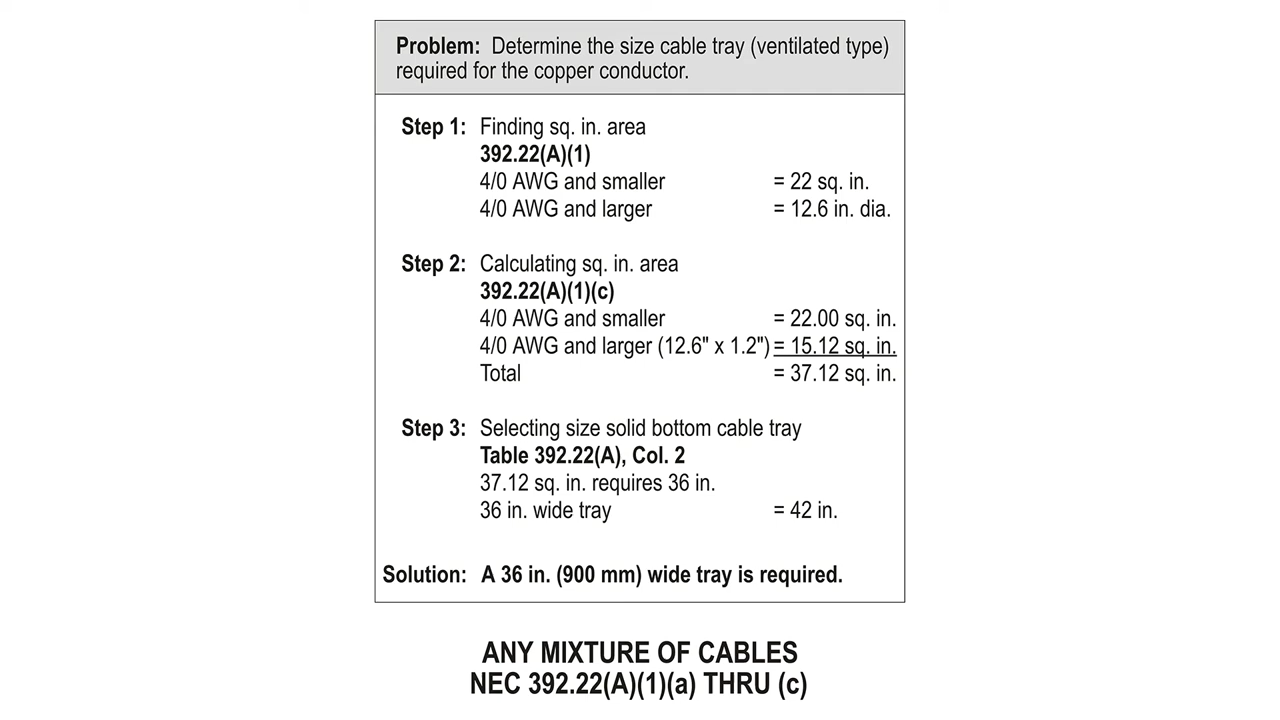 Problem: Determine the size cable tray (ventilated type)
required for the copper conductor.
Step 1: Finding sq. in. area
392.22(A)(1)
4/0 AWG and smaller = 22 sq. in.
4/0 AWG and larger = 12.6 in. dia.
Step 2: Calculating sq. in. area
392.22(A)(1)(c)
4/0 AWG and smaller = 22.00 sq. in.
4/0 AWG and larger (12.6" x 1.2") = 15.12 sq. in.
Total = 37.12 sq. in.
Step 3: Selecting size solid bottom cable tray
Table 392.22(A), Col. 2
37.12 sq. in. requires 36 in.
36 in. wide tray = 42 in.
Solution: A 36 in. (900 mm) wide tray is required.
ANY MIXTURE OF CABLES
NEC 392.22(A)(1)(a) THRU (c)